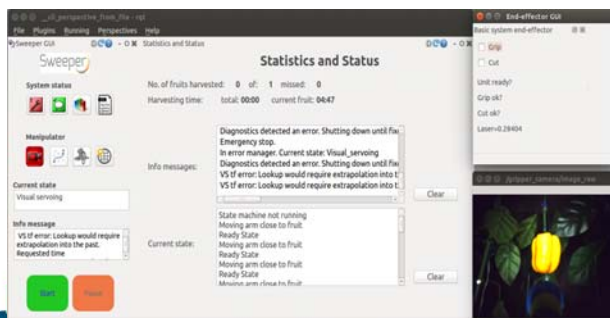 __cli_perspective_from_file - rqt
File Plugins Running Perspectives Help
Sweeper GUI
Statistics and Status
Sweeper
Statistics and Status
System status
No. of fruits harvested: 0 of: 1 missed: 0
Harvesting time: total: 00:00 current fruit: 04:47
Manipulator
Info messages:
Diagnostics detected an error. Shutting down until fixe
Emergency stop.
In error manager. Current state: Visual_servoing
Diagnostics detected an error. Shutting down until fixe
VS tf error: Lookup would require extrapolation into t
VS tf error: Lookup would require extrapolation into t
Clear
Current state
Visual servoing
Info message
VS tf error: Lookup would require
extrapolation into the past.
Requested time
Current state:
State machine not running
Moving arm close to fruit
Ready State
Moving arm close to fruit
Ready State
Moving arm close to fruit
Ready State
Moving arm close to fruit
Clear
Start
Pause
End-effector GUI
Basic system end-effector
Grip
Cut
Unit ready?
Grip ok?
Cut ok?
Laser=0.28404
/gripper_camera/image_raw